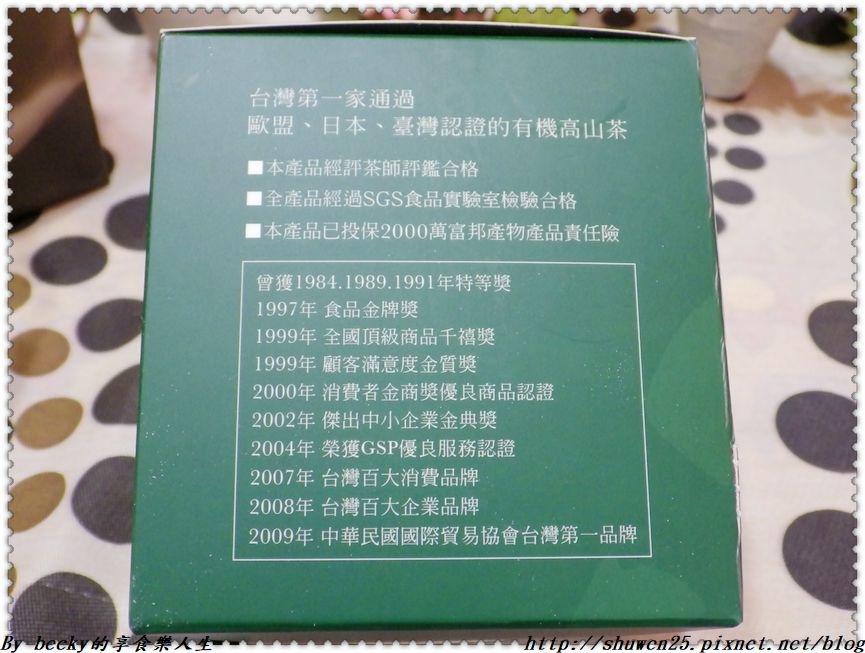 台灣第一家通過
歐盟、日本、臺灣認證的有機高山茶
■本產品經評茶師評鑑合格
■全產品經過SGS食品實驗室檢驗合格
■本產品已投保2000萬富邦產物產品責任險
曾獲1984.1989.1991年特等獎
1997年 食品金牌獎
1999年 全國頂級商品千禧獎
1999年 顧客滿意度金質獎
2000年 消費者金商獎優良商品認證
2002年 傑出中小企業金典獎
2004年 榮獲GSP優良服務認證
2007年 台灣百大消費品牌
2008年 台灣百大企業品牌
2009年 中華民國國際貿易協會台灣第一品牌
By becky的享食樂人生
http://shuwen25.pixnet.net/blog